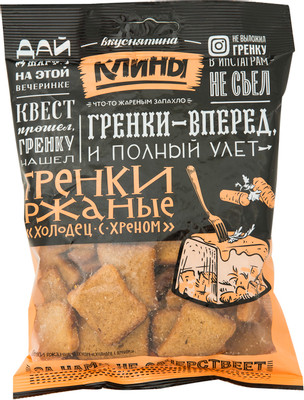 вкуснятина
КЛИНЫ
ЧТО-ТО ЖАРЕНЫМ ЗАПАХЛО
ДАЙ
НА ЭТОЙ
ВЕЧЕРИНКЕ
КВЕСТ
прошел,
ГРЕНКУ
НАШЕЛ
НЕ ВЫЛОЖИЛ
ГРЕНКУ
В ИНСТАГРАМ
НЕ СЪЕЛ
ГРЕНКИ-ВПЕРЕД,
И ПОЛНЫЙ УЛЕТ
ГРЕНКИ
РЖАНЫЕ
«ХОЛОДЕЦ • С • ХРЕНОМ»